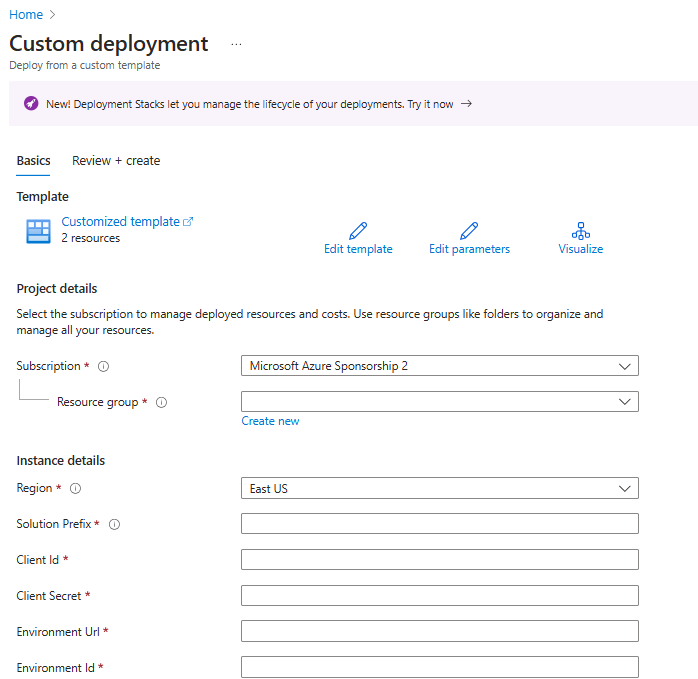 Home >
Custom deployment ...
Deploy from a custom template
New! Deployment Stacks let you manage the lifecycle of your deployments. Try it now →
Basics Review + create
Template
Customized template
2 resources
Edit template Edit parameters Visualize
Project details
Select the subscription to manage deployed resources and costs. Use resource groups like folders to organize and
manage all your resources.
Subscription * Microsoft Azure Sponsorship 2
Resource group *
Create new
Instance details
Region * East US
Solution Prefix *
Client Id *
Client Secret *
Environment Url *
Environment Id *